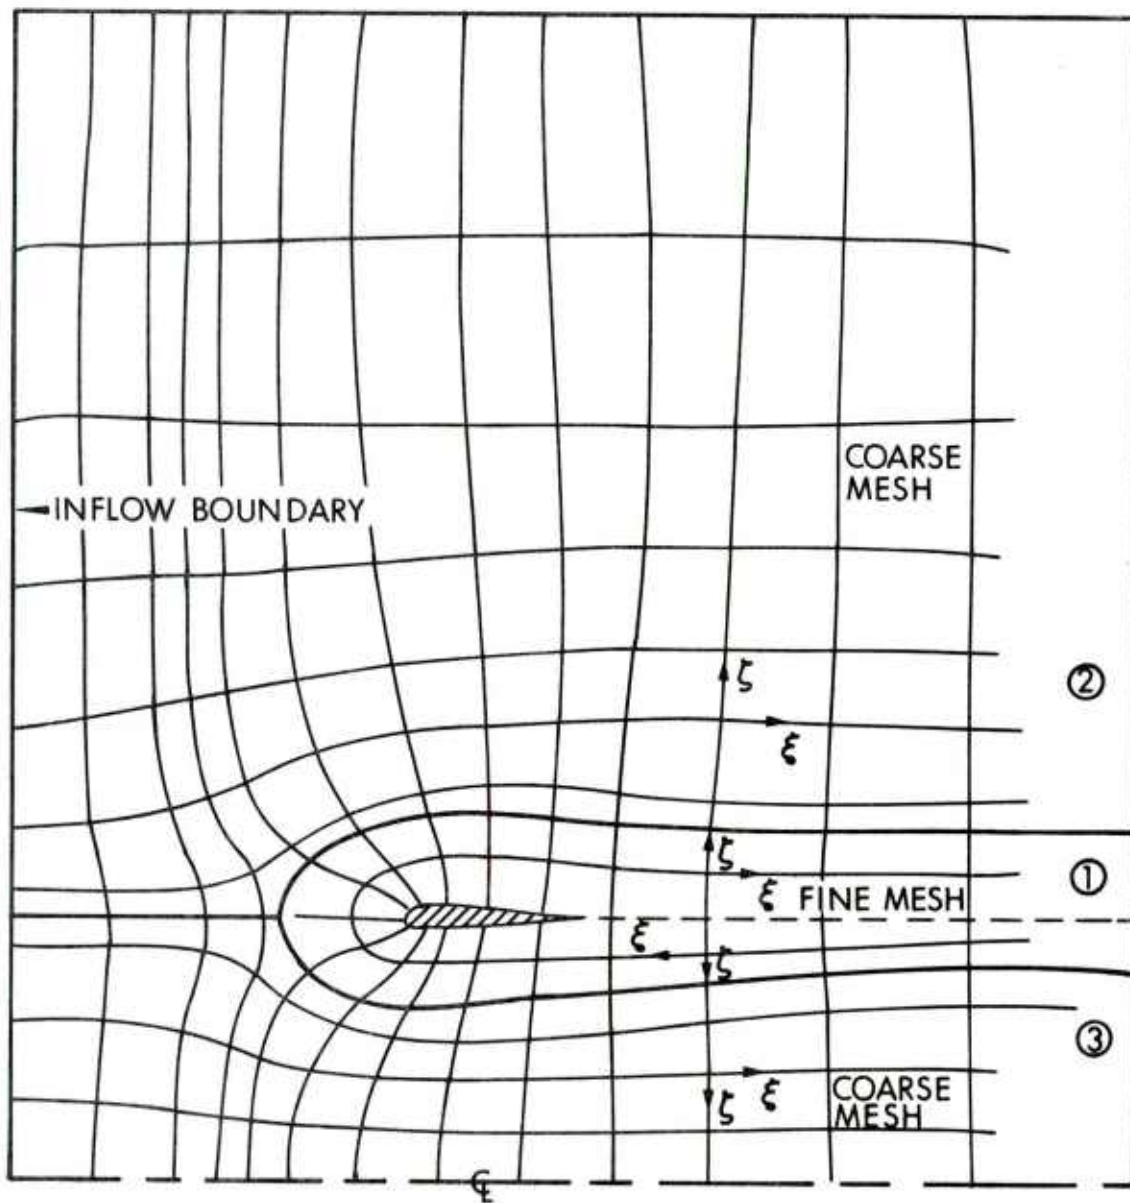 COARSE
MESH
INFLOW BOUNDARY
ζ
②
ξ
ζ
①
ξ FINE MESH
ξ
ζ
③
ξ
COARSE
MESH
ζ
℄